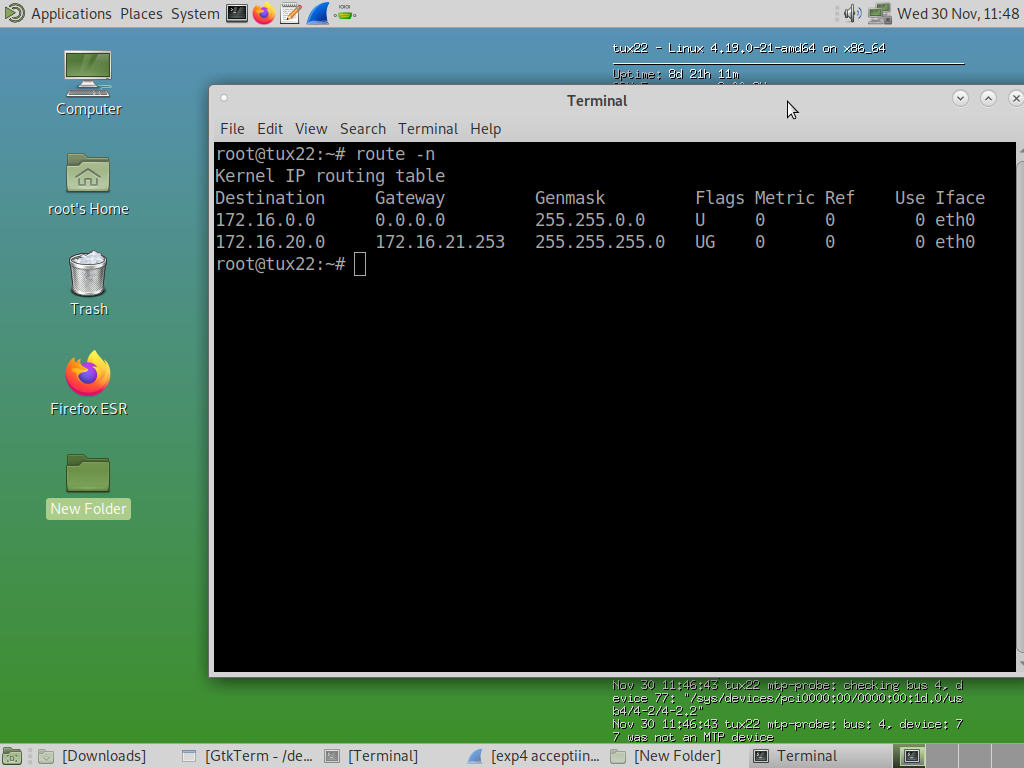 Applications Places System Wed 30 Nov, 11:48
tux22 - Linux 4.19.0-21-amd64 on x86_64
Uptime: 8d 21h 11m
Computer
root's Home
Trash
Firefox ESR
New Folder
Terminal
File Edit View Search Terminal Help
root@tux22:~# route -n
Kernel IP routing table
Destination Gateway Genmask Flags Metric Ref Use Iface
172.16.0.0 0.0.0.0 255.255.0.0 U 0 0 0 eth0
172.16.20.0 172.16.21.253 255.255.255.0 UG 0 0 0 eth0
root@tux22:~#
Nov 30 11:46:43 tux22 mtp-probe: checking bus 4, d
evice 77: "/sys/devices/pci0000:00/0000:00:1d.0/us
b4/4-2/4-2.2"
Nov 30 11:46:43 tux22 mtp-probe: bus: 4, device: 7
7 was not an MTP device
[Downloads] [GtkTerm - /de... [Terminal] [exp4 acceptiin... [New Folder] Terminal